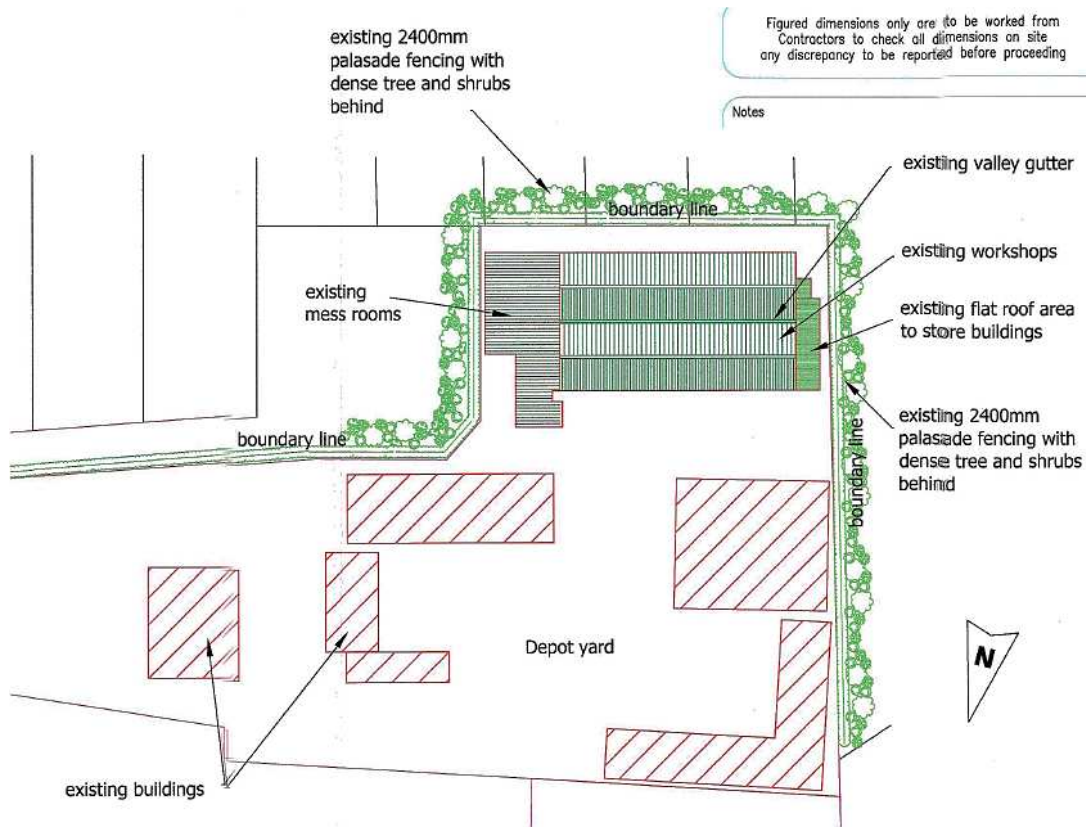 Figured dimensions only are to be worked from
Contractors to check all dimensions on site
any discrepancy to be reported before proceeding
Notes
existing 2400mm
palasade fencing with
dense tree and shrubs
behind
existing valley gutter
boundary line
existing workshops
existing
mess rooms
existing flat roof area
to store buildings
existing 2400mm
palasade fencing with
dense tree and shrubs
behind
boundary line
boundary line
Depot yard
N
existing buildings